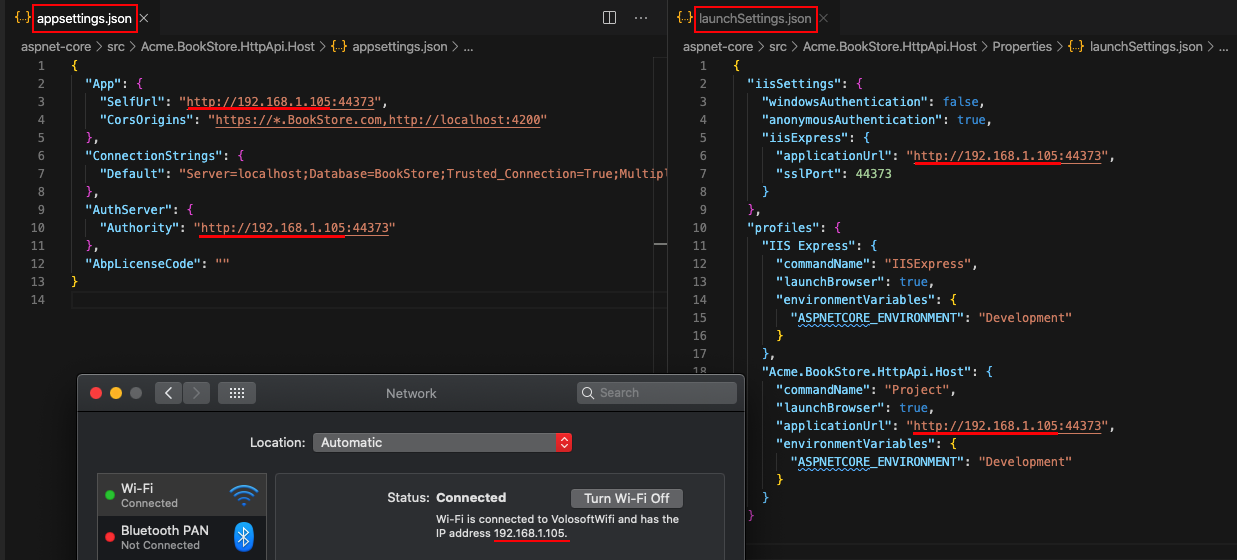 appsettings.json
aspnet-core > src > Acme.BookStore.HttpApi.Host > {..} appsettings.json > ...
1 {
2 "App": {
3 "SelfUrl": "http://192.168.1.105:44373",
4 "CorsOrigins": "https://*.BookStore.com,http://localhost:4200"
5 },
6 "ConnectionStrings": {
7 "Default": "Server=localhost;Database=BookStore;Trusted_Connection=True;Multipl
8 },
9 "AuthServer": {
10 "Authority": "http://192.168.1.105:44373"
11 },
12 "AbpLicenseCode": ""
13 }
14
launchSettings.json
aspnet-core > src > Acme.BookStore.HttpApi.Host > Properties > {..} launchSettings.json > ...
1 {
2 "iisSettings": {
3 "windowsAuthentication": false,
4 "anonymousAuthentication": true,
5 "iisExpress": {
6 "applicationUrl": "http://192.168.1.105:44373",
7 "sslPort": 44373
8 }
9 },
10 "profiles": {
11 "IIS Express": {
12 "commandName": "IISExpress",
13 "launchBrowser": true,
14 "environmentVariables": {
15 "ASPNETCORE_ENVIRONMENT": "Development"
16 }
17 },
18 "Acme.BookStore.HttpApi.Host": {
"commandName": "Project",
"launchBrowser": true,
"applicationUrl": "http://192.168.1.105:44373",
"environmentVariables": {
"ASPNETCORE_ENVIRONMENT": "Development"
}
}
}
Network
Search
Location: Automatic
Wi-Fi
Connected
Bluetooth PAN
Not Connected
Status: Connected
Turn Wi-Fi Off
Wi-Fi is connected to VolosoftWifi and has the
IP address 192.168.1.105.